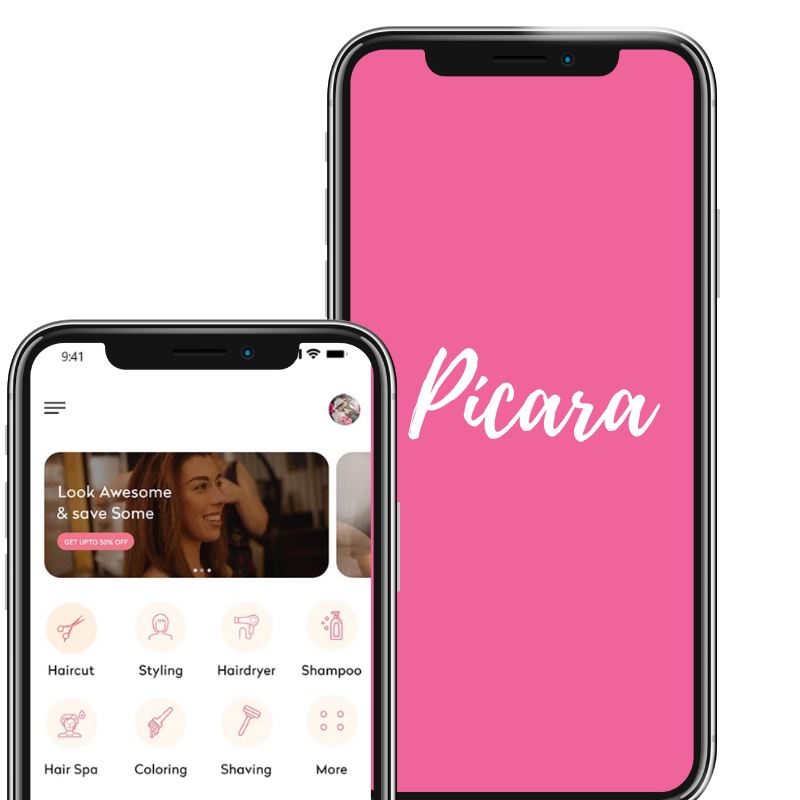 Picara
9:41
Look Awesome
& save Some
GET UPTO 50% OFF
Haircut
Styling
Hairdryer
Shampoo
Hair Spa
Coloring
Shaving
More